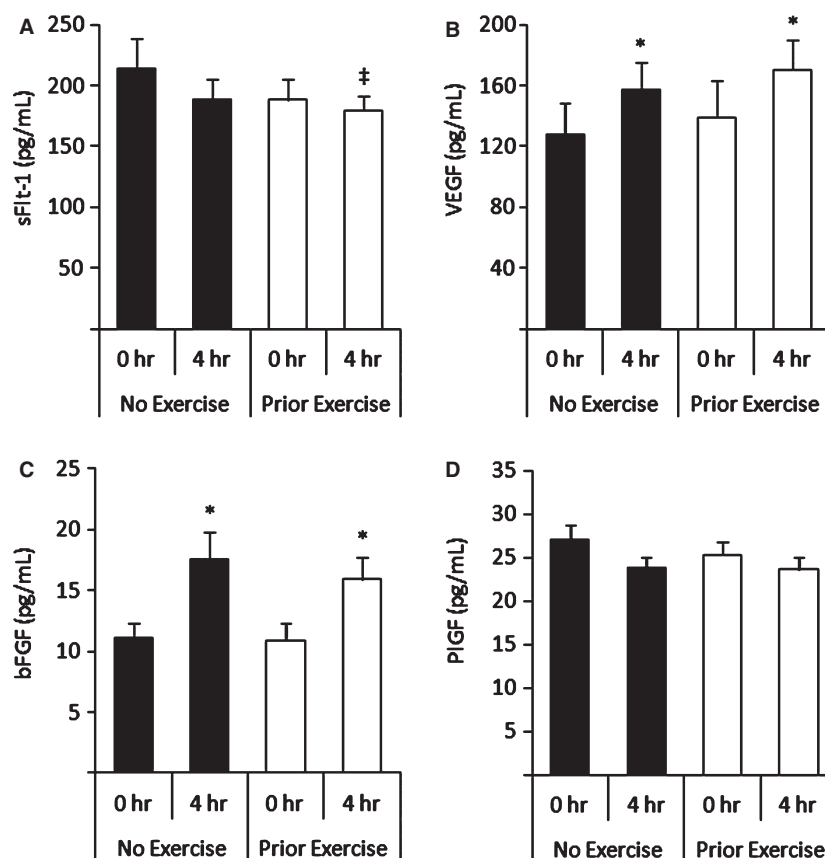 A
250
200
150
100
50
sFlt-1 (pg/mL)
‡
0 hr 4 hr 0 hr 4 hr
No Exercise Prior Exercise
B
200
160
120
80
40
VEGF (pg/mL)
* *
0 hr 4 hr 0 hr 4 hr
No Exercise Prior Exercise
C
25
20
15
10
5
bFGF (pg/mL)
* *
0 hr 4 hr 0 hr 4 hr
No Exercise Prior Exercise
D
35
30
25
20
15
10
5
PlGF (pg/mL)
0 hr 4 hr 0 hr 4 hr
No Exercise Prior Exercise